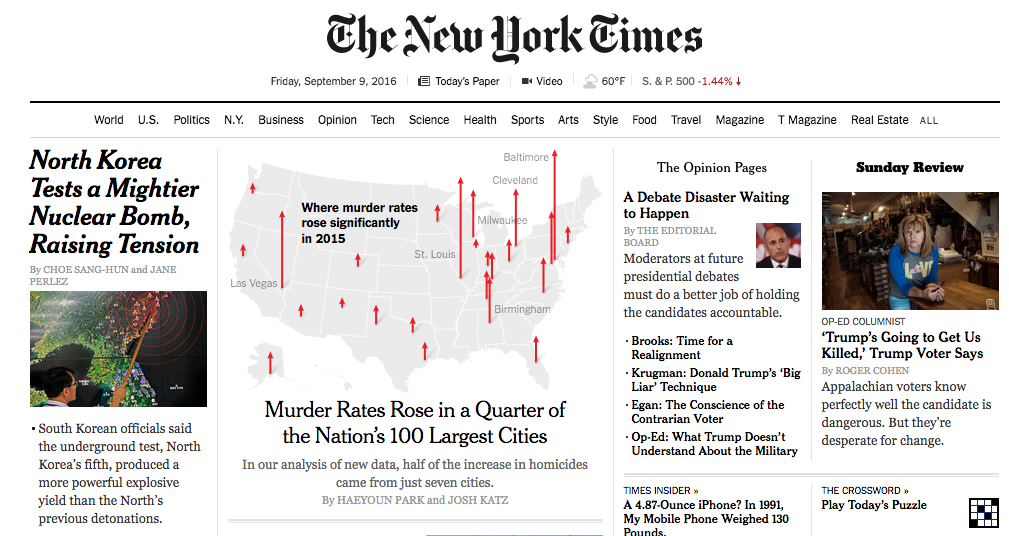 The New York Times
Friday, September 9, 2016
Today's Paper
Video
60°F
S. & P. 500 -1.44%
World U.S. Politics N.Y. Business Opinion Tech Science Health Sports Arts Style Food Travel Magazine T Magazine Real Estate ALL
North Korea
Tests a Mightier
Nuclear Bomb,
Raising Tension
By CHOE SANG-HUN and JANE
PERLEZ
• South Korean officials said
the underground test, North
Korea's fifth, produced a
more powerful explosive
yield than the North's
previous detonations.
Where murder rates
rose significantly
in 2015
Baltimore
Cleveland
Milwaukee
St. Louis
Las Vegas
Birmingham
Murder Rates Rose in a Quarter of
the Nation's 100 Largest Cities
In our analysis of new data, half of the increase in homicides
came from just seven cities.
By HAEYOUN PARK and JOSH KATZ
The Opinion Pages
A Debate Disaster Waiting
to Happen
By THE EDITORIAL
BOARD
Moderators at future
presidential debates
must do a better job of holding
the candidates accountable.
• Brooks: Time for a
Realignment
• Krugman: Donald Trump's 'Big
Liar' Technique
• Egan: The Conscience of the
Contrarian Voter
• Op-Ed: What Trump Doesn't
Understand About the Military
Sunday Review
OP-ED COLUMNIST
'Trump's Going to Get Us
Killed,' Trump Voter Says
By ROGER COHEN
Appalachian voters know
perfectly well the candidate is
dangerous. But they're
desperate for change.
TIMES INSIDER »
A 4.87-Ounce iPhone? In 1991,
My Mobile Phone Weighed 130
Pounds.
THE CROSSWORD »
Play Today's Puzzle